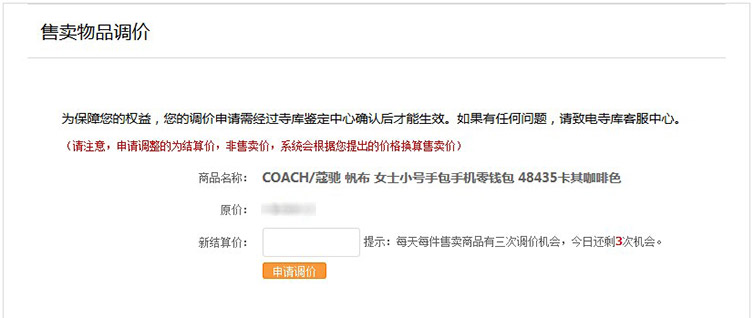 售卖物品调价
为保障您的权益，您的调价申请需经过寺库鉴定中心确认后才能生效。如果有任何问题，请致电寺库客服中心。
（请注意，申请调整的为结算价，非售卖价，系统会根据您提出的价格换算售卖价）
商品名称： COACH/蔻驰 帆布 女士小号手包手机零钱包 48435卡其咖啡色
原价：
新结算价： 提示：每天每件售卖商品有三次调价机会，今日还剩3次机会。
申请调价